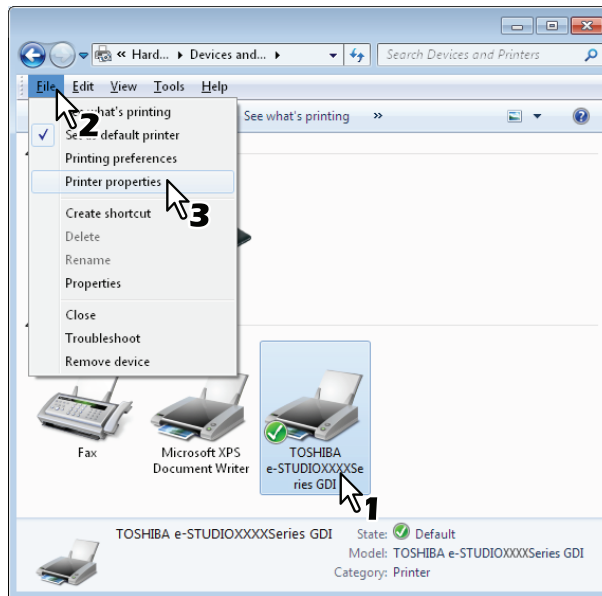 « Hard... ▸ Devices and... ▸
Search Devices and Printers
File Edit View Tools Help
See what's printing »
See what's printing
Set as default printer
Printing preferences
Printer properties
Create shortcut
Delete
Rename
Properties
Close
Troubleshoot
Remove device
2
3
Fax
Microsoft XPS
Document Writer
TOSHIBA
e-STUDIOXXXXSe
ries GDI
1
TOSHIBA e-STUDIOXXXXSeries GDI State: Default
Model: TOSHIBA e-STUDIOXXXXSeries GDI
Category: Printer